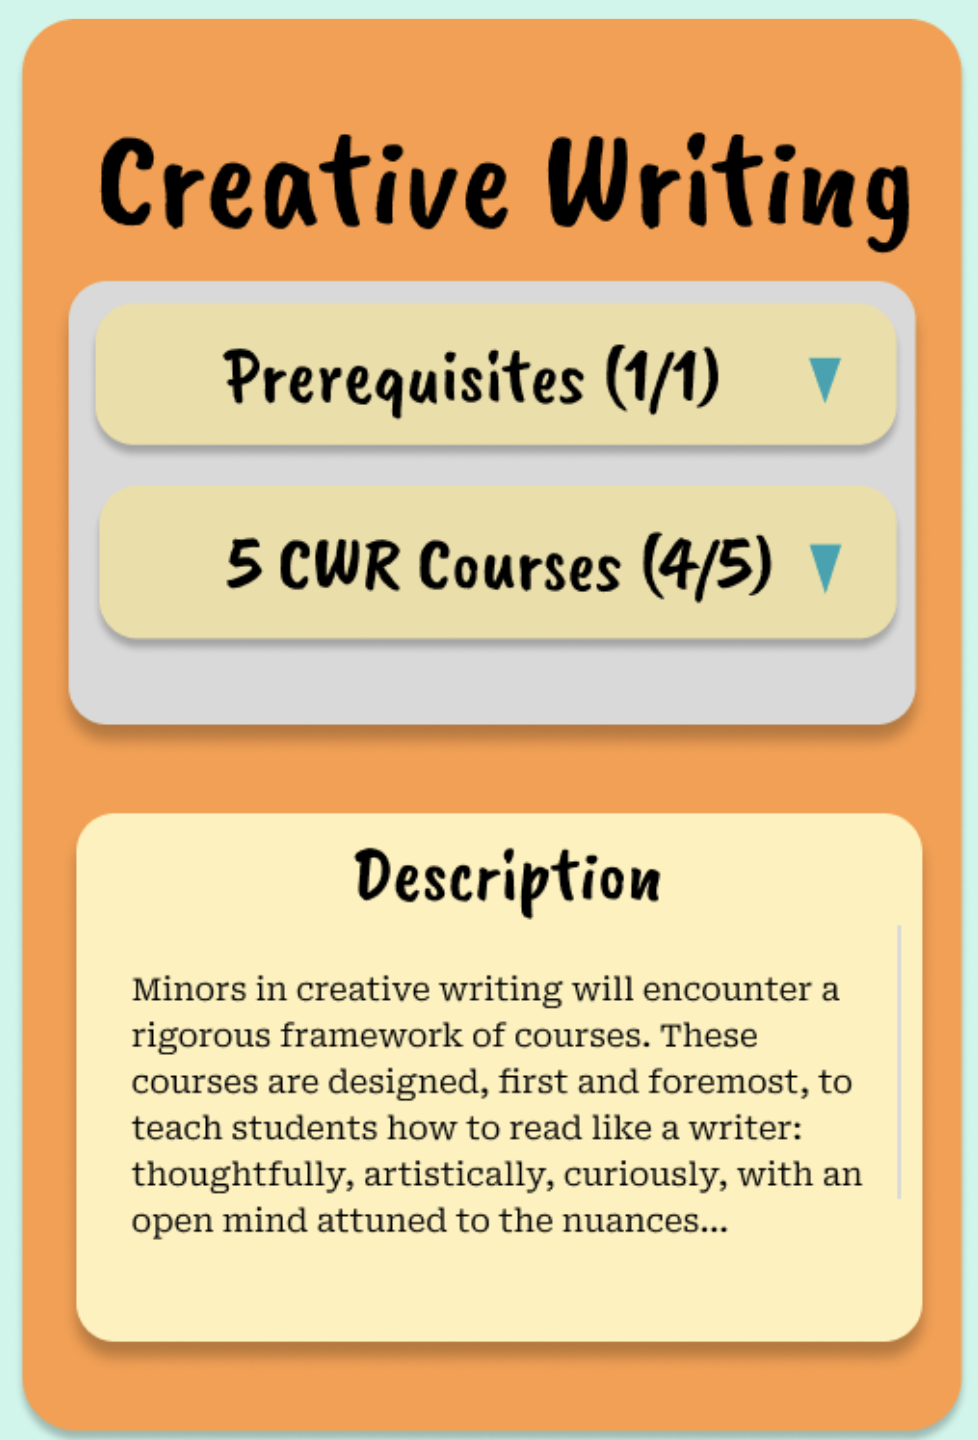 Creative Writing
Prerequisites (1/1)
5 CWR Courses (4/5)
Description
Minors in creative writing will encounter a
rigorous framework of courses. These
courses are designed, first and foremost, to
teach students how to read like a writer:
thoughtfully, artistically, curiously, with an
open mind attuned to the nuances...